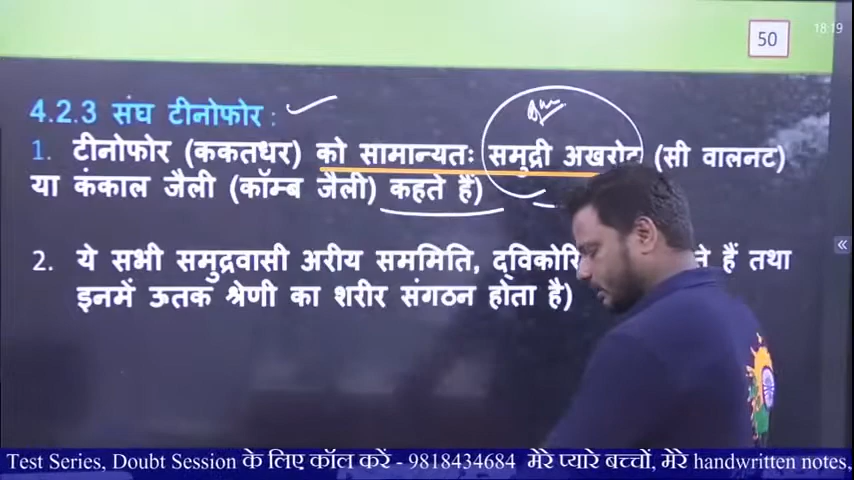 18:19
50
4.2.3 संघ टीनोफोर :
1. टीनोफोर (ककतधर) को सामान्यतः समुद्री अखरोट (सी वालनट)
या कंकाल जैली (कॉम्ब जैली) कहते हैं)
2. ये सभी समुद्रवासी अरीय सममिति, हैं तथा
इनमें ऊतक श्रेणी का शरीर संगठन होता है)
Test Series, Doubt Session के लिए कॉल करें - 9818434684 मेरे प्यारे बच्चों, मेरे handwritten notes,